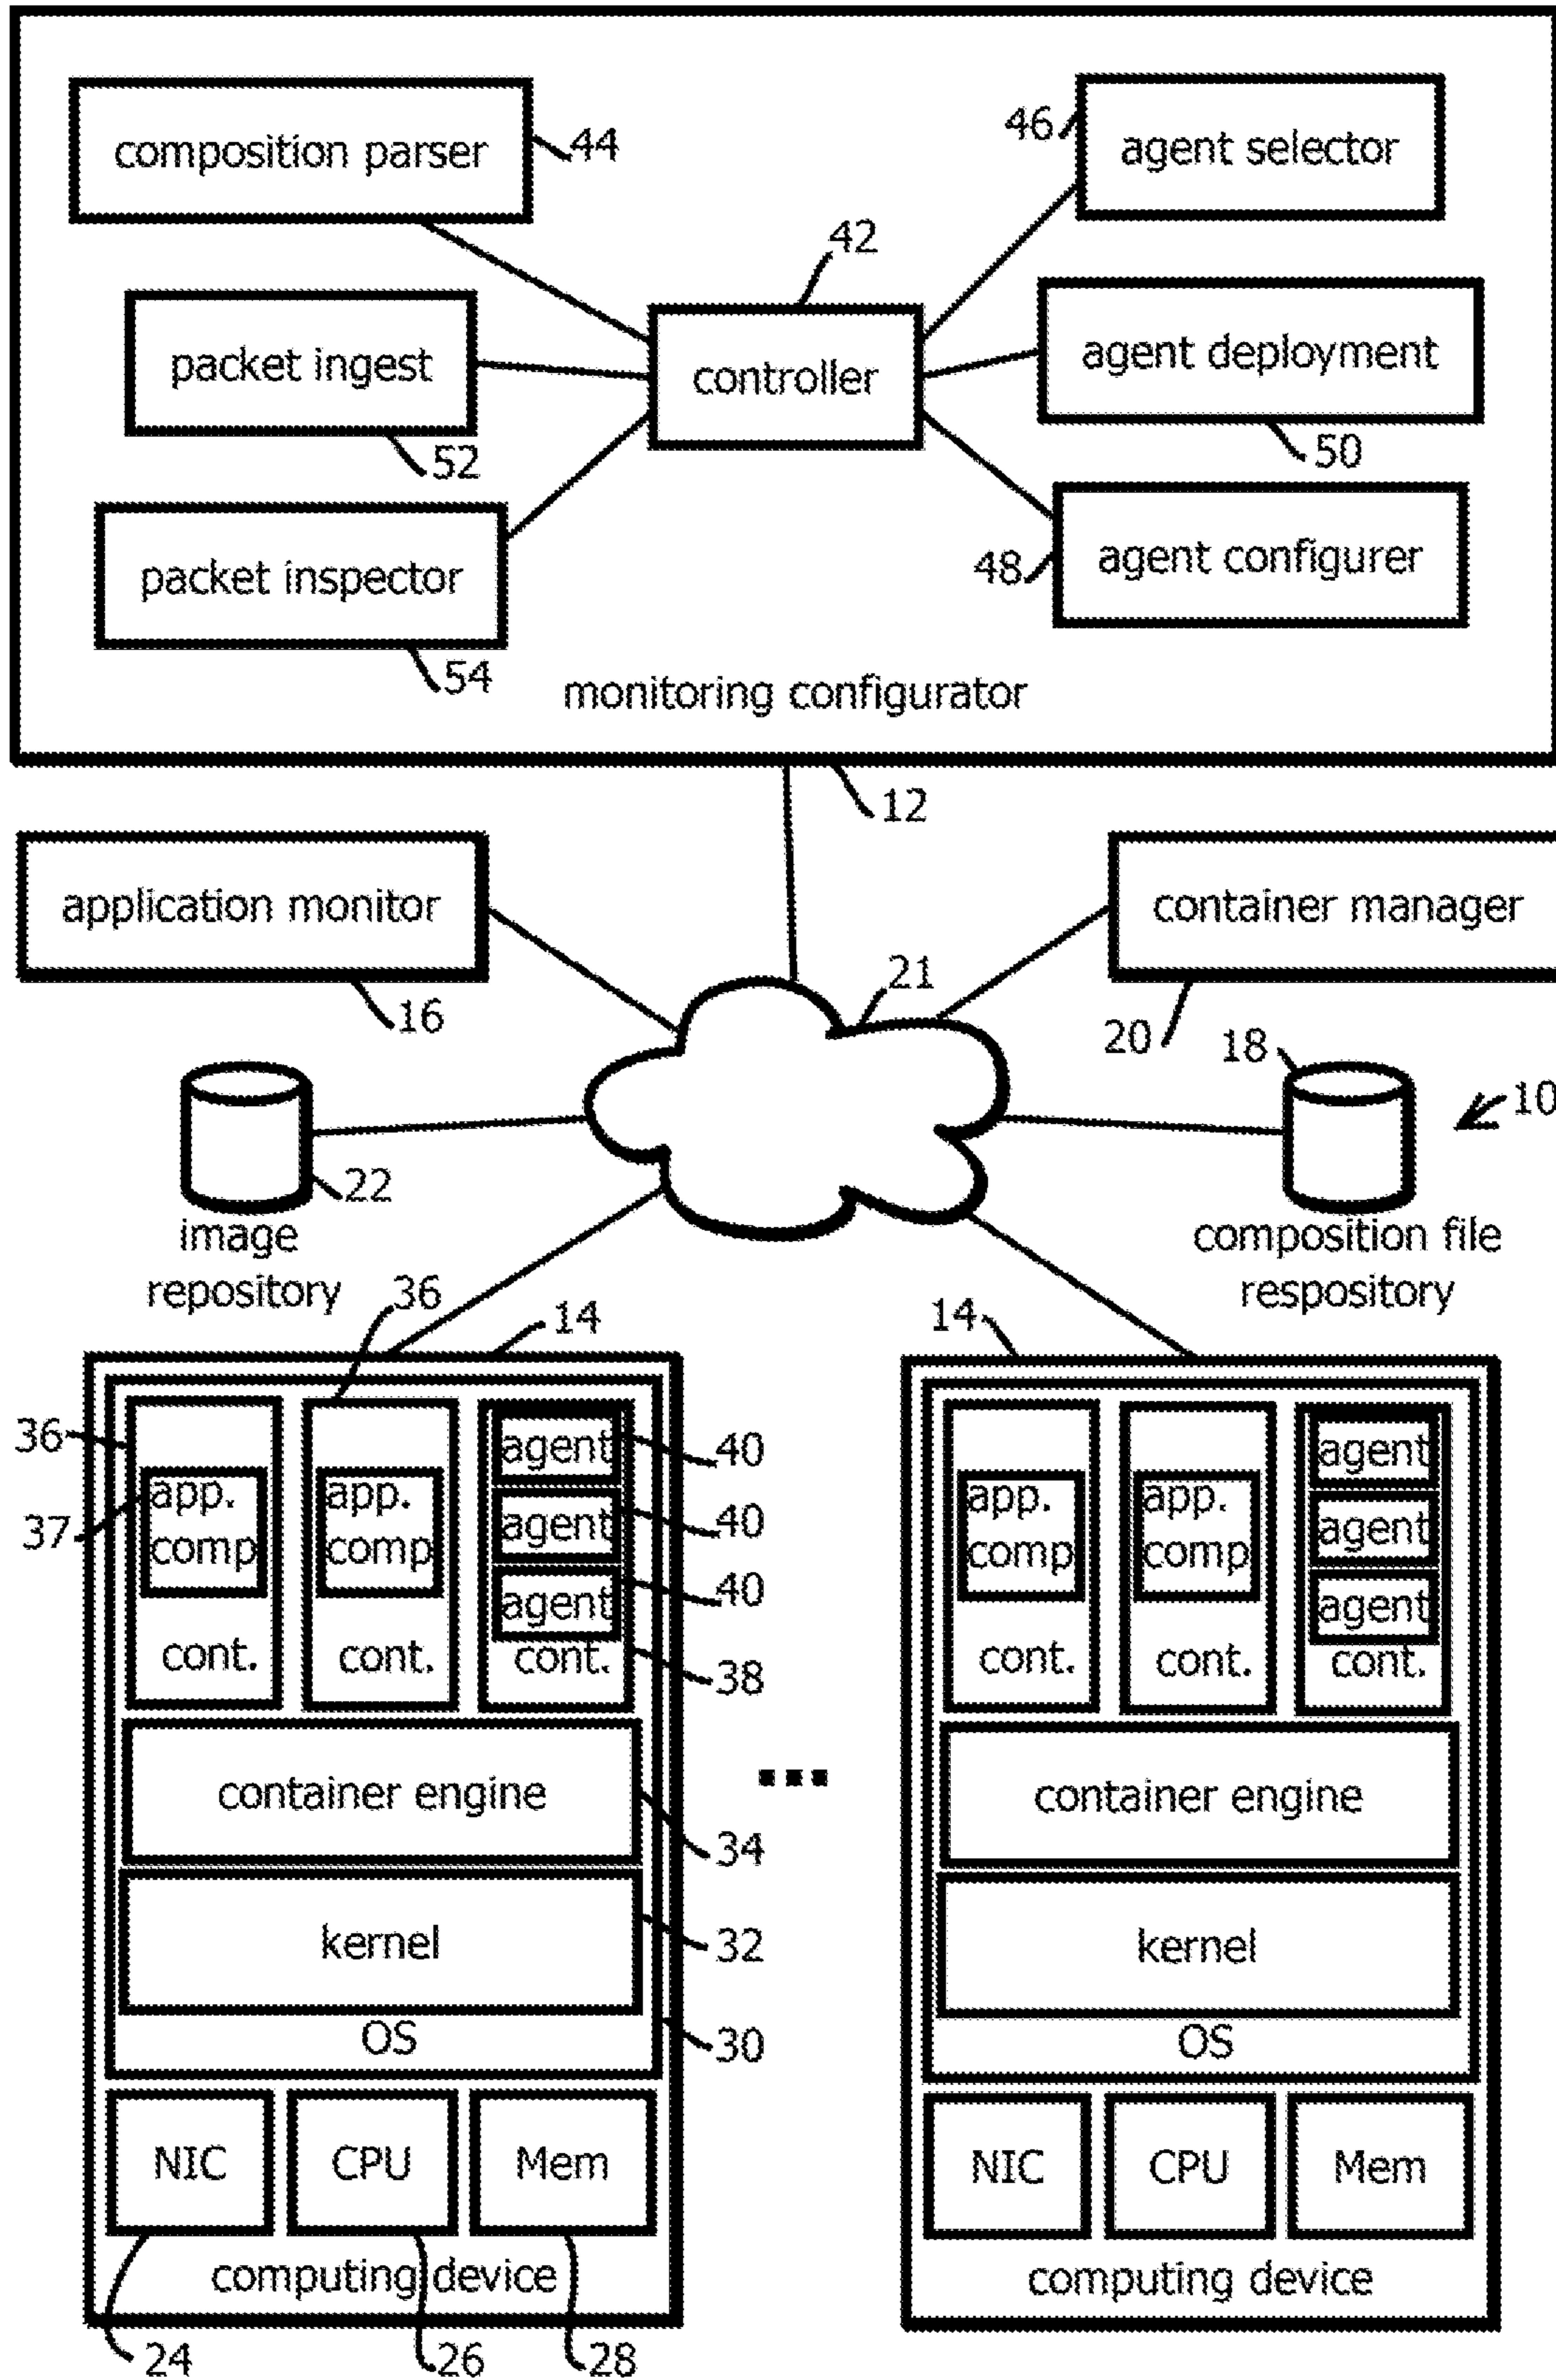 composition parser
44
46
agent selector
42
packet ingest
controller
agent deployment
52
50
packet inspector
48
agent configurer
54
monitoring configurator
12
application monitor
container manager
16
21
20
18
10
22
image
repository
composition file
respository
36
14
14
36
37
app.
comp
cont.
app.
comp
cont.
agent
40
agent
40
agent
40
cont.
38
app.
comp
cont.
app.
comp
cont.
agent
agent
agent
cont.
container engine
34
...
container engine
kernel
32
kernel
OS
30
OS
NIC
CPU
Mem
NIC
CPU
Mem
computing device
computing device
24
26
28